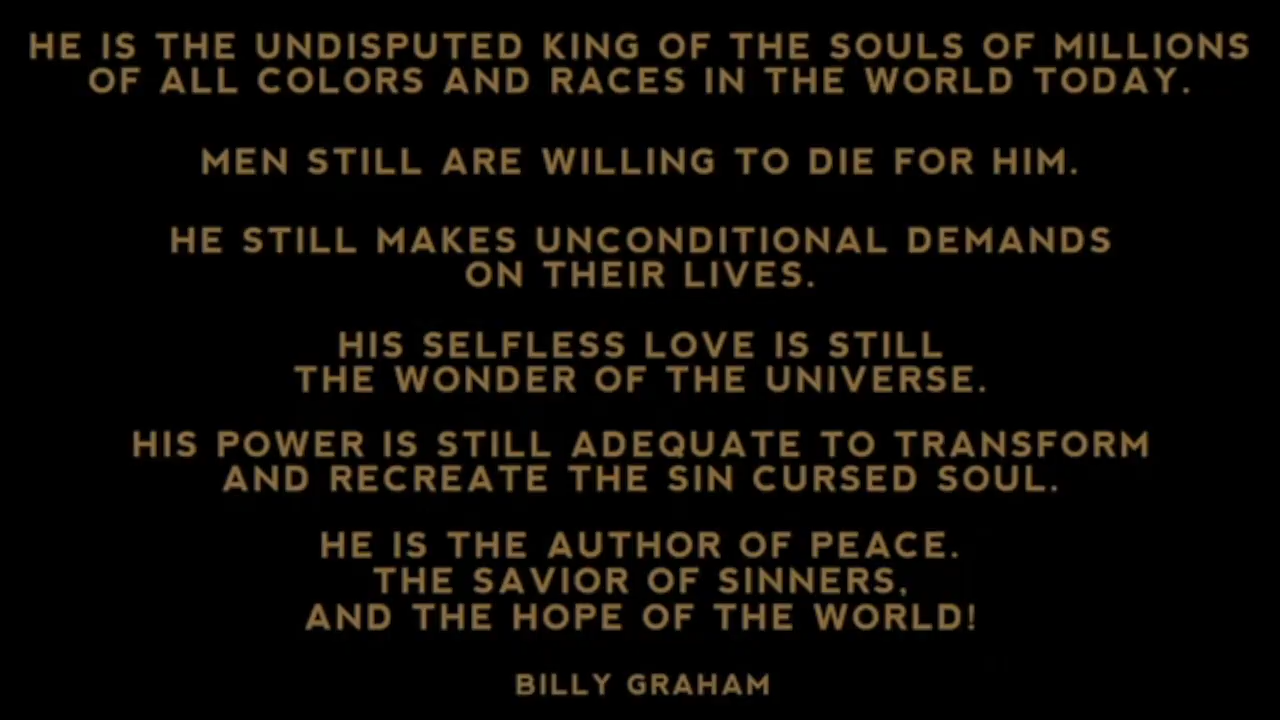 HE IS THE UNDISPUTED KING OF THE SOULS OF MILLIONS
OF ALL COLORS AND RACES IN THE WORLD TODAY.
MEN STILL ARE WILLING TO DIE FOR HIM.
HE STILL MAKES UNCONDITIONAL DEMANDS
ON THEIR LIVES.
HIS SELFLESS LOVE IS STILL
THE WONDER OF THE UNIVERSE.
HIS POWER IS STILL ADEQUATE TO TRANSFORM
AND RECREATE THE SIN CURSED SOUL.
HE IS THE AUTHOR OF PEACE.
THE SAVIOR OF SINNERS,
AND THE HOPE OF THE WORLD!
BILLY GRAHAM